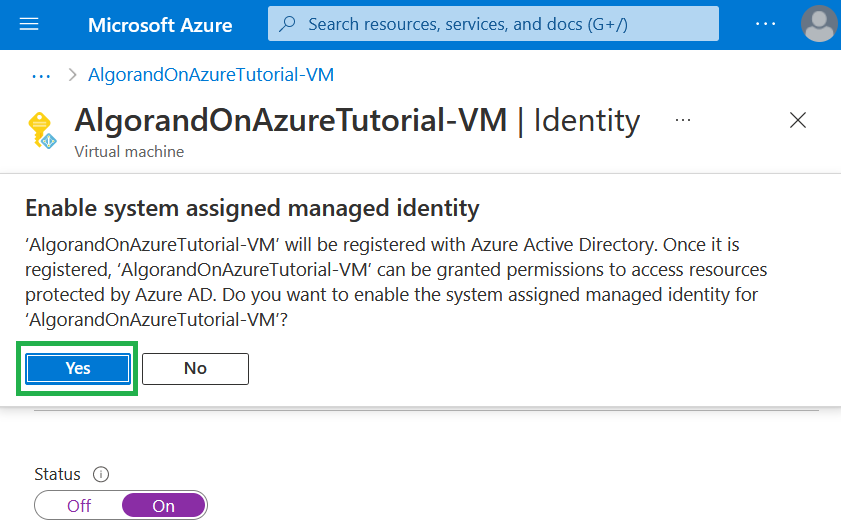 Microsoft Azure
Search resources, services, and docs (G+/)
...
... > AlgorandOnAzureTutorial-VM
AlgorandOnAzureTutorial-VM | Identity ...
Virtual machine
Enable system assigned managed identity
‘AlgorandOnAzureTutorial-VM’ will be registered with Azure Active Directory. Once it is
registered, ‘AlgorandOnAzureTutorial-VM’ can be granted permissions to access resources
protected by Azure AD. Do you want to enable the system assigned managed identity for
‘AlgorandOnAzureTutorial-VM’?
Yes
No
Status
Off
On